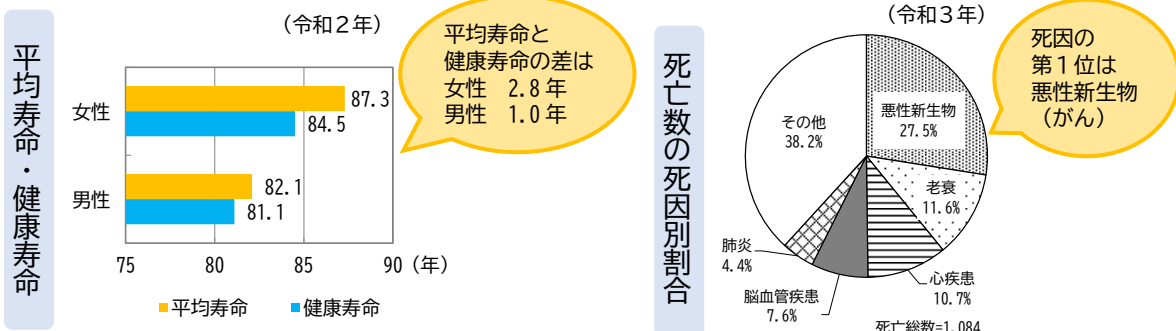 平均寿命・健康寿命
（令和２年）
女性
87.3
84.5
男性
82.1
81.1
75
80
85
90
（年）
平均寿命
健康寿命
平均寿命と
健康寿命の差は
女性　2.8 年
男性　1.0 年
死亡数の死因別割合
（令和３年）
悪性新生物
27.5%
老衰
11.6%
心疾患
10.7%
脳血管疾患
7.6%
肺炎
4.4%
その他
38.2%
死亡総数=1,084
死因の
第１位は
悪性新生物
（がん）